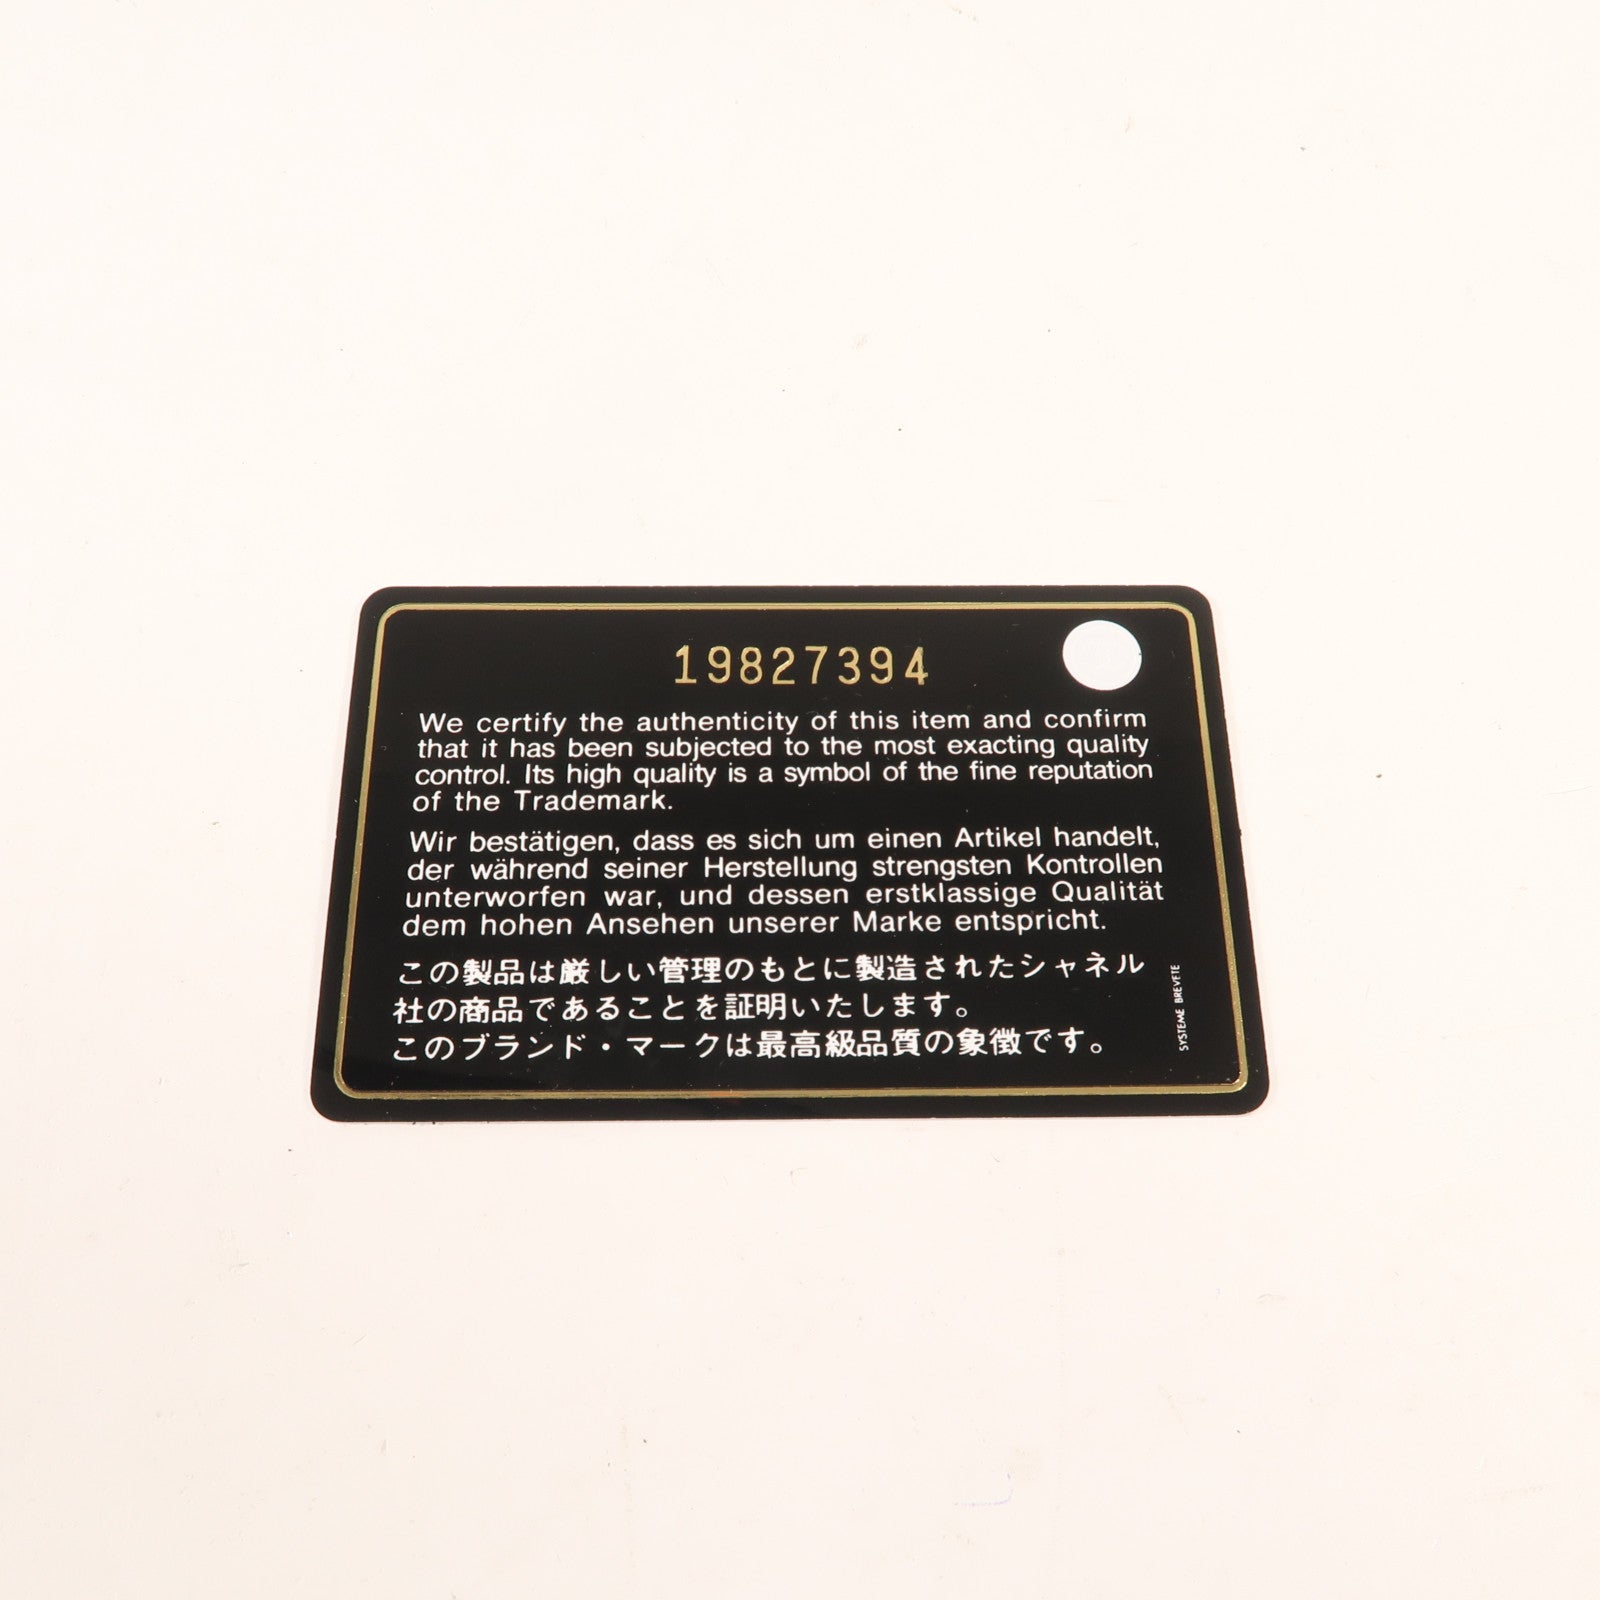 19827394
We certify the authenticity of this item and confirm
that it has been subjected to the most exacting quality
control. Its high quality is a symbol of the fine reputation
of the Trademark.
Wir bestätigen, dass es sich um einen Artikel handelt,
der während seiner Herstellung strengsten Kontrollen
unterworfen war, und dessen erstklassige Qualität
dem hohen Ansehen unserer Marke entspricht.
この製品は厳しい管理のもとに製造されたシャネル
社の商品であることを証明いたします。
このブランド・マークは最高級品質の象徴です。
SYSTEME BREVETE